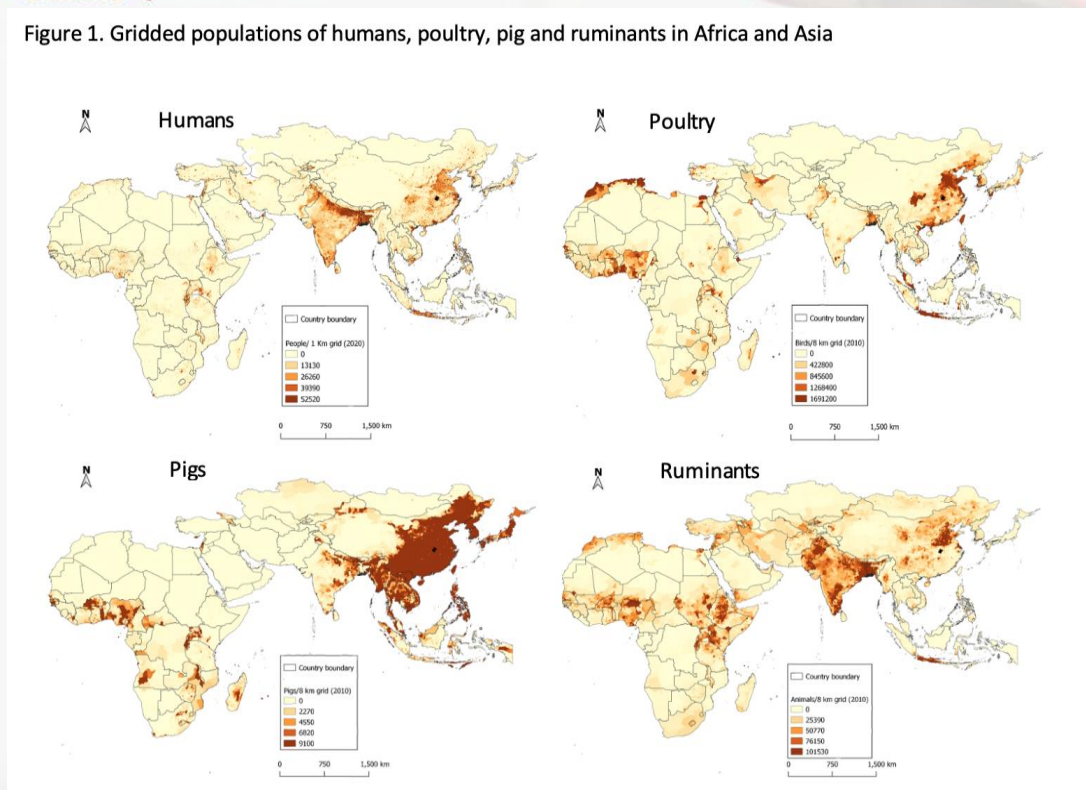 Figure 1. Gridded populations of humans, poultry, pig and ruminants in Africa and Asia
N
Humans
Country boundary
People/ 1 Km grid (2020)
0
13130
26260
39390
52520
0 750 1,500 km
N
Poultry
Country boundary
Birds/8 km grid (2010)
0
422800
845600
1268400
1691200
0 750 1,500 km
N
Pigs
Country boundary
Pigs/8 km grid (2010)
0
2270
4550
6820
9100
0 750 1,500 km
N
Ruminants
Country boundary
Animals/8 km grid (2010)
0
25390
50770
76150
101530
0 750 1,500 km